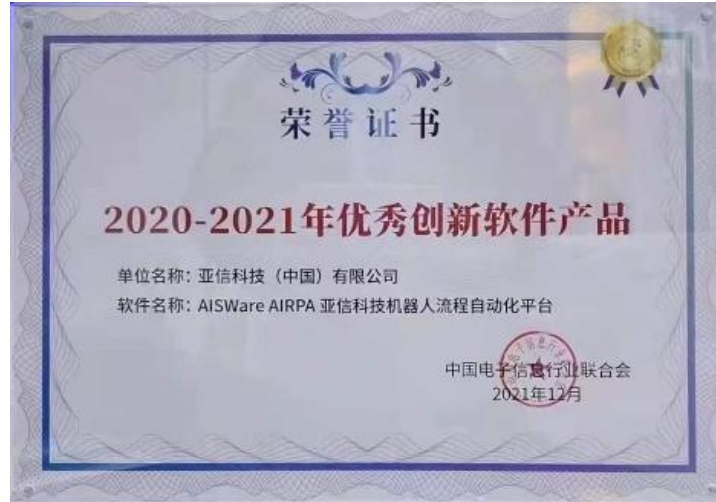 荣誉证书
2020-2021年优秀创新软件产品
单位名称：亚信科技（中国）有限公司
软件名称：AISWare AIRPA 亚信科技机器人流程自动化平台
中国电子信息行业联合会
2021年12月